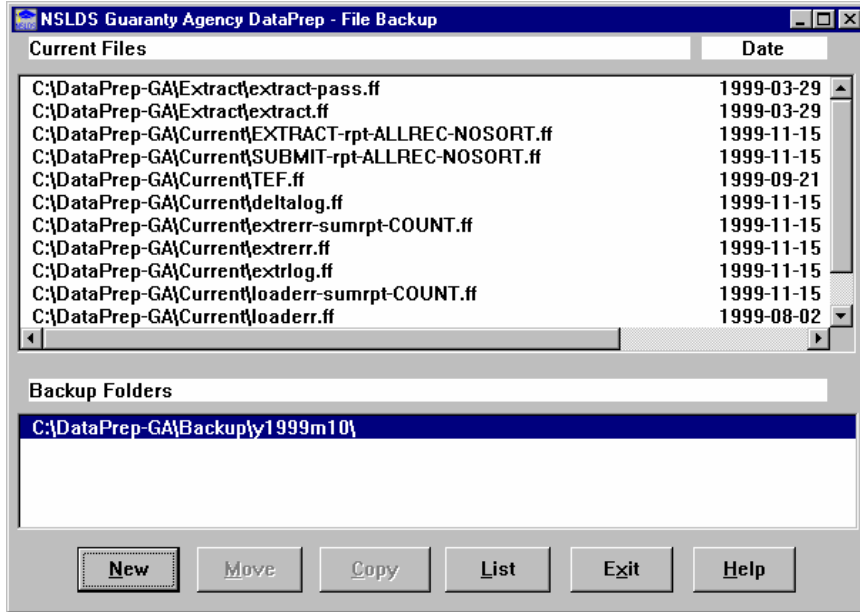 NSLDS Guaranty Agency DataPrep - File Backup
Current Files Date
C:\DataPrep-GA\Extract\extract-pass.ff 1999-03-29
C:\DataPrep-GA\Extract\extract.ff 1999-03-29
C:\DataPrep-GA\Current\EXTRACT-rpt-ALLREC-NOSORT.ff 1999-11-15
C:\DataPrep-GA\Current\SUBMIT-rpt-ALLREC-NOSORT.ff 1999-11-15
C:\DataPrep-GA\Current\TEF.ff 1999-09-21
C:\DataPrep-GA\Current\deltalog.ff 1999-11-15
C:\DataPrep-GA\Current\extrerr-sumrpt-COUNT.ff 1999-11-15
C:\DataPrep-GA\Current\extrerr.ff 1999-11-15
C:\DataPrep-GA\Current\extrlog.ff 1999-11-15
C:\DataPrep-GA\Current\loaderr-sumrpt-COUNT.ff 1999-11-15
C:\DataPrep-GA\Current\loaderr.ff 1999-08-02
Backup Folders
C:\DataPrep-GA\Backup\y1999m10\
New Move Copy List Exit Help